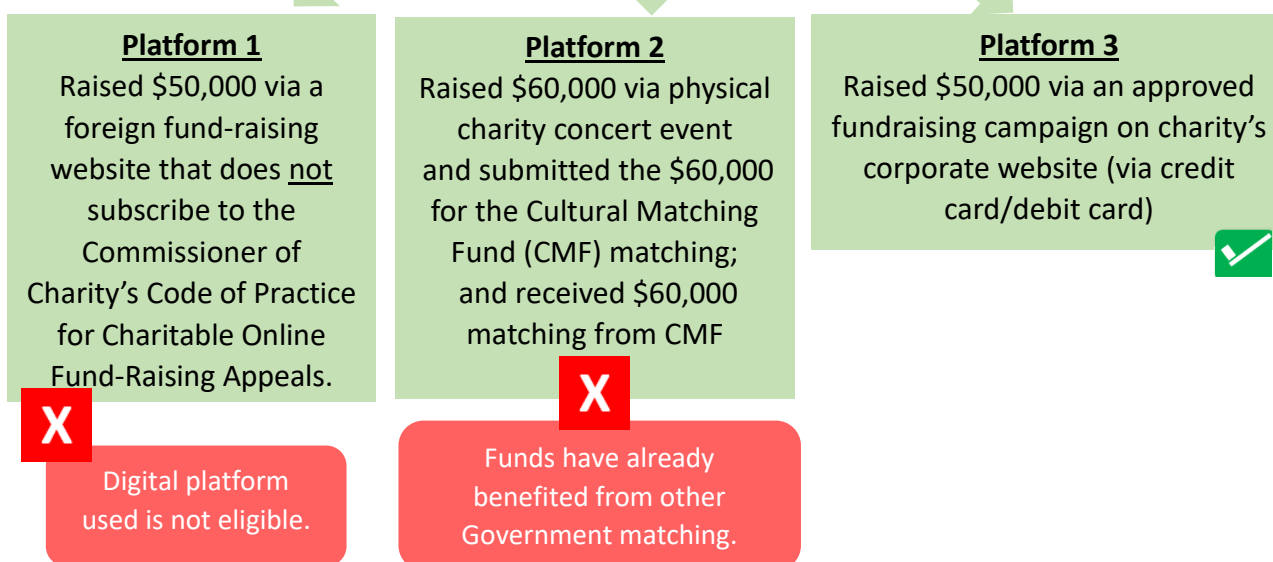 Platform 1
Raised $50,000 via a
foreign fund-raising
website that does not
subscribe to the
Commissioner of
Charity’s Code of Practice
for Charitable Online
Fund-Raising Appeals.
X
Digital platform
used is not eligible.
Platform 2
Raised $60,000 via physical
charity concert event
and submitted the $60,000
for the Cultural Matching
Fund (CMF) matching;
and received $60,000
matching from CMF
X
Funds have already
benefited from other
Government matching.
Platform 3
Raised $50,000 via an approved
fundraising campaign on charity’s
corporate website (via credit
card/debit card)